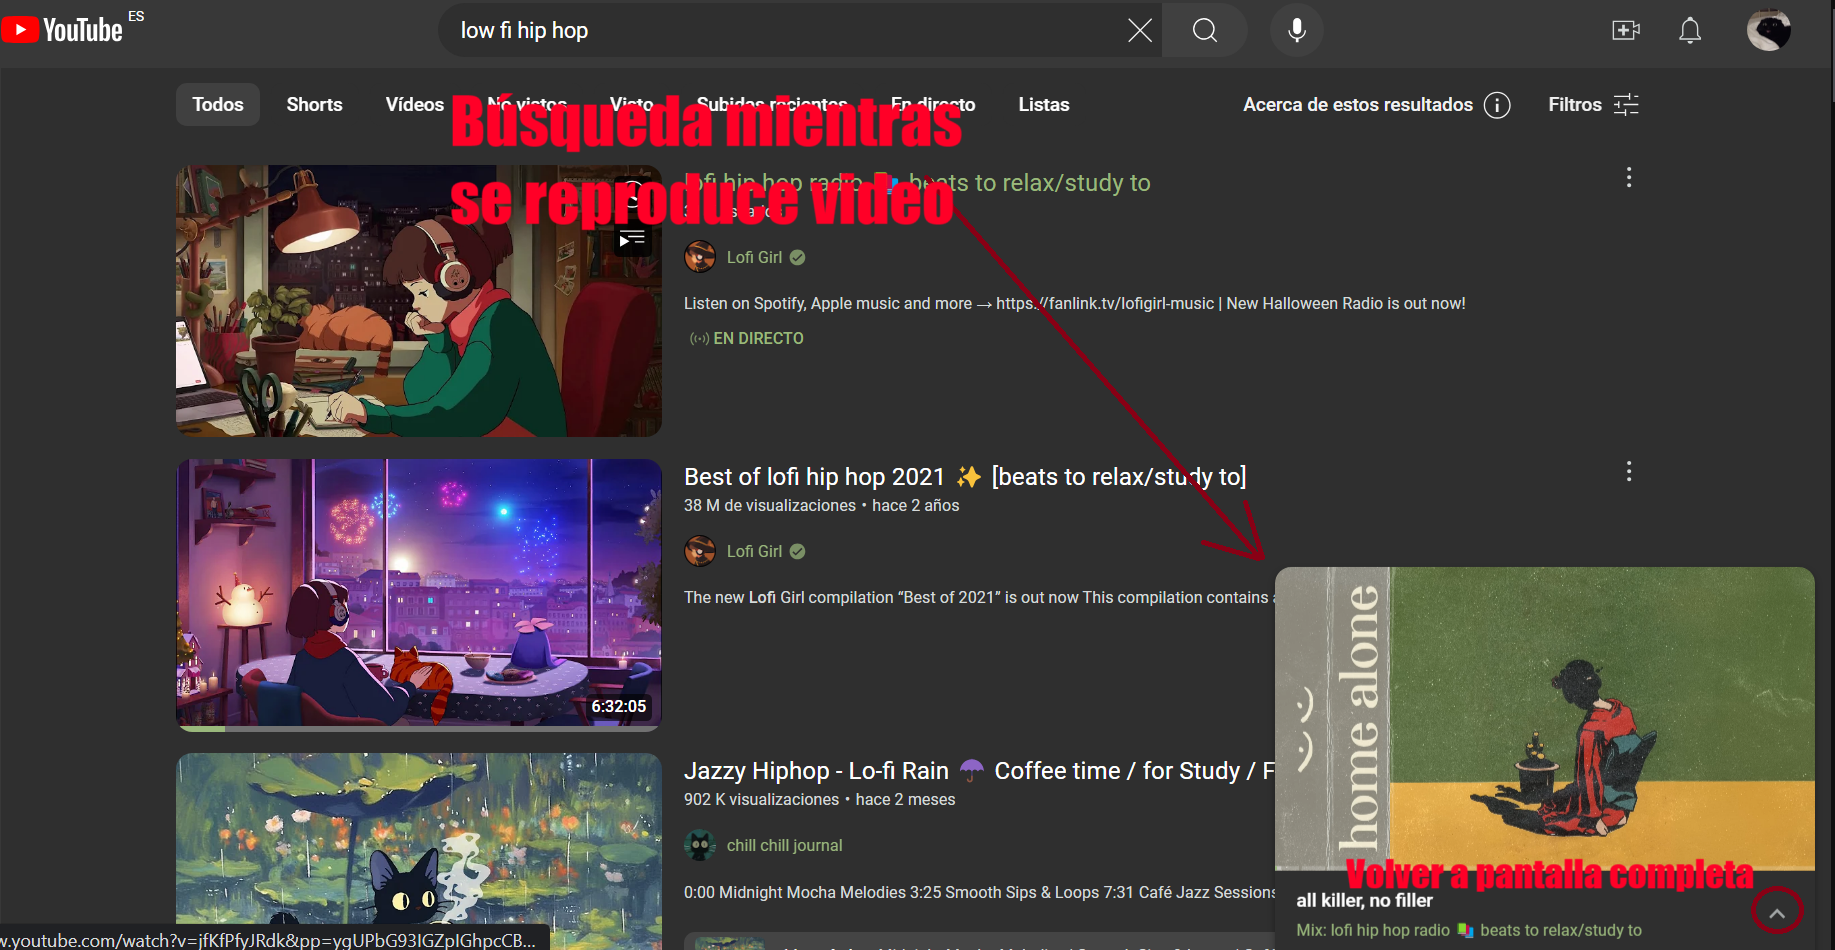 YouTube ES
low fi hip hop
Todos Shorts Vídeos No vistos Visto Subidas recientes En directo Listas Acerca de estos resultados Filtros
Búsqueda mientras
se reproduce video
lofi hip hop radio beats to relax/study to
Lofi Girl
Listen on Spotify, Apple music and more → https://fanlink.tv/lofigirl-music | New Halloween Radio is out now!
EN DIRECTO
Best of lofi hip hop 2021 ✨ [beats to relax/study to]
38 M de visualizaciones • hace 2 años
Lofi Girl
The new Lofi Girl compilation “Best of 2021” is out now This compilation contains
6:32:05
Jazzy Hiphop - Lo-fi Rain ☂ Coffee time / for Study / F
902 K visualizaciones • hace 2 meses
chill chill journal
0:00 Midnight Mocha Melodies 3:25 Smooth Sips & Loops 7:31 Café Jazz Sessions
home alone
:) :)
Volver a pantalla completa
all killer, no filler
Mix: lofi hip hop radio beats to relax/study to
w.youtube.com/watch?v=jfKfPfyJRdk&pp=ygUPbG93IGZpIGhpcCB...